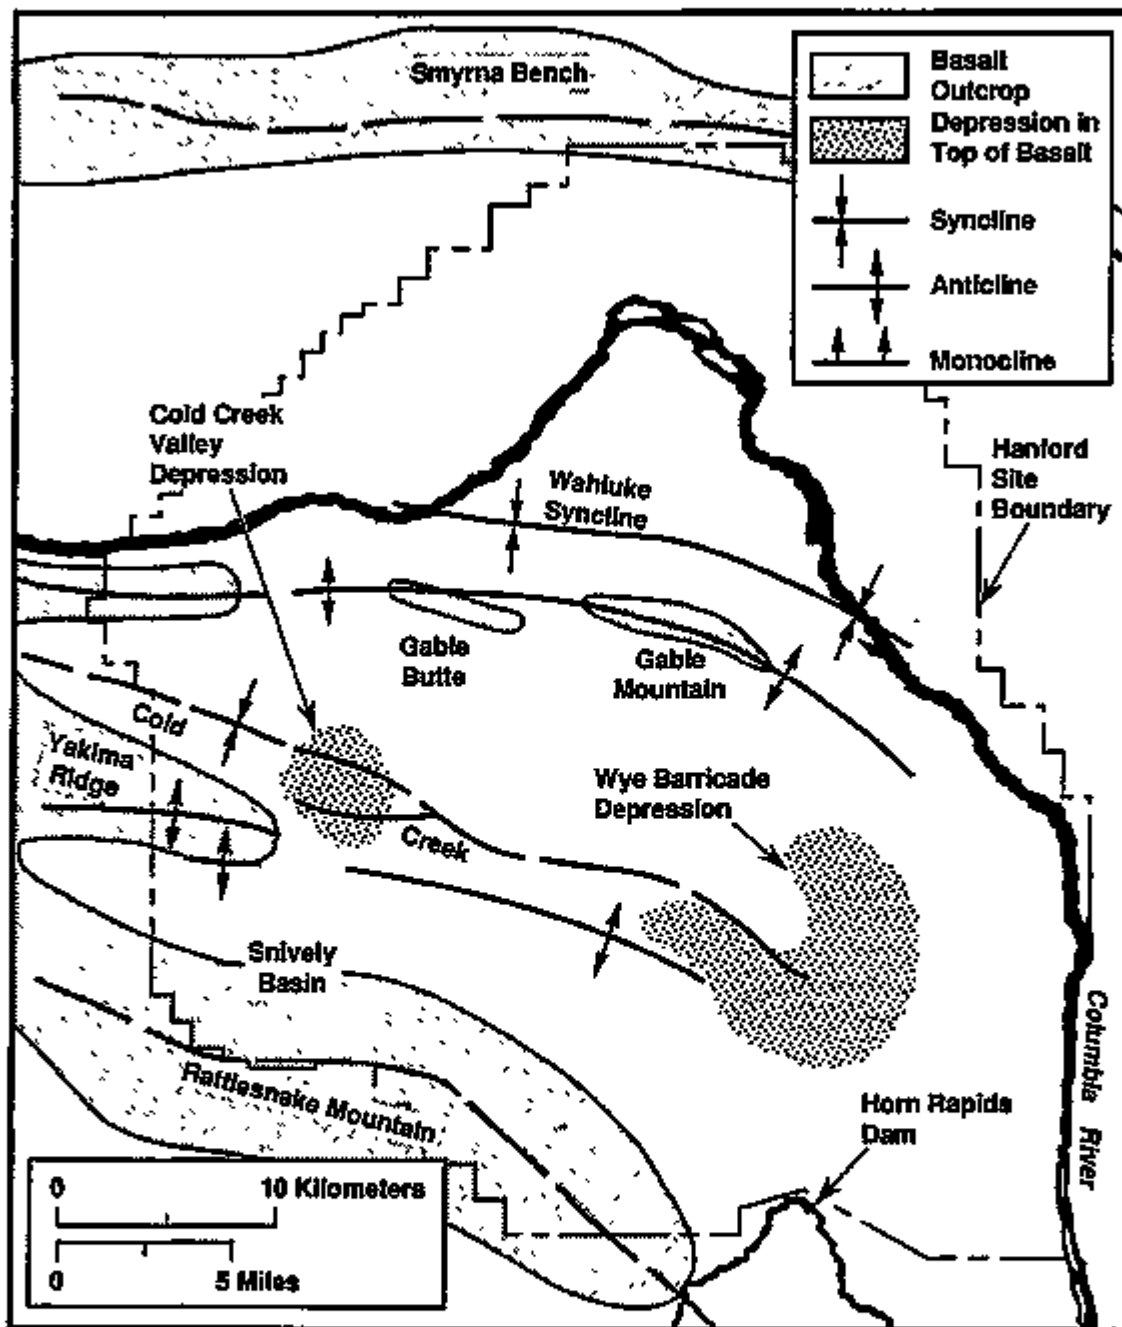 Smyrna Bench
Basalt
Outcrop
Depression in
Top of Basalt
Syncline
Anticline
Monocline
Cold Creek
Valley
Depression
Wahluke
Syncline
Hanford
Site
Boundary
Gable
Butte
Gable
Mountain
Cold
Creek
Yakima
Ridge
Wye Barricade
Depression
Snively
Basin
Rattlesnake Mountain
Horn Rapids
Dam
Columbia River
0 10 Kilometers
0 5 Miles